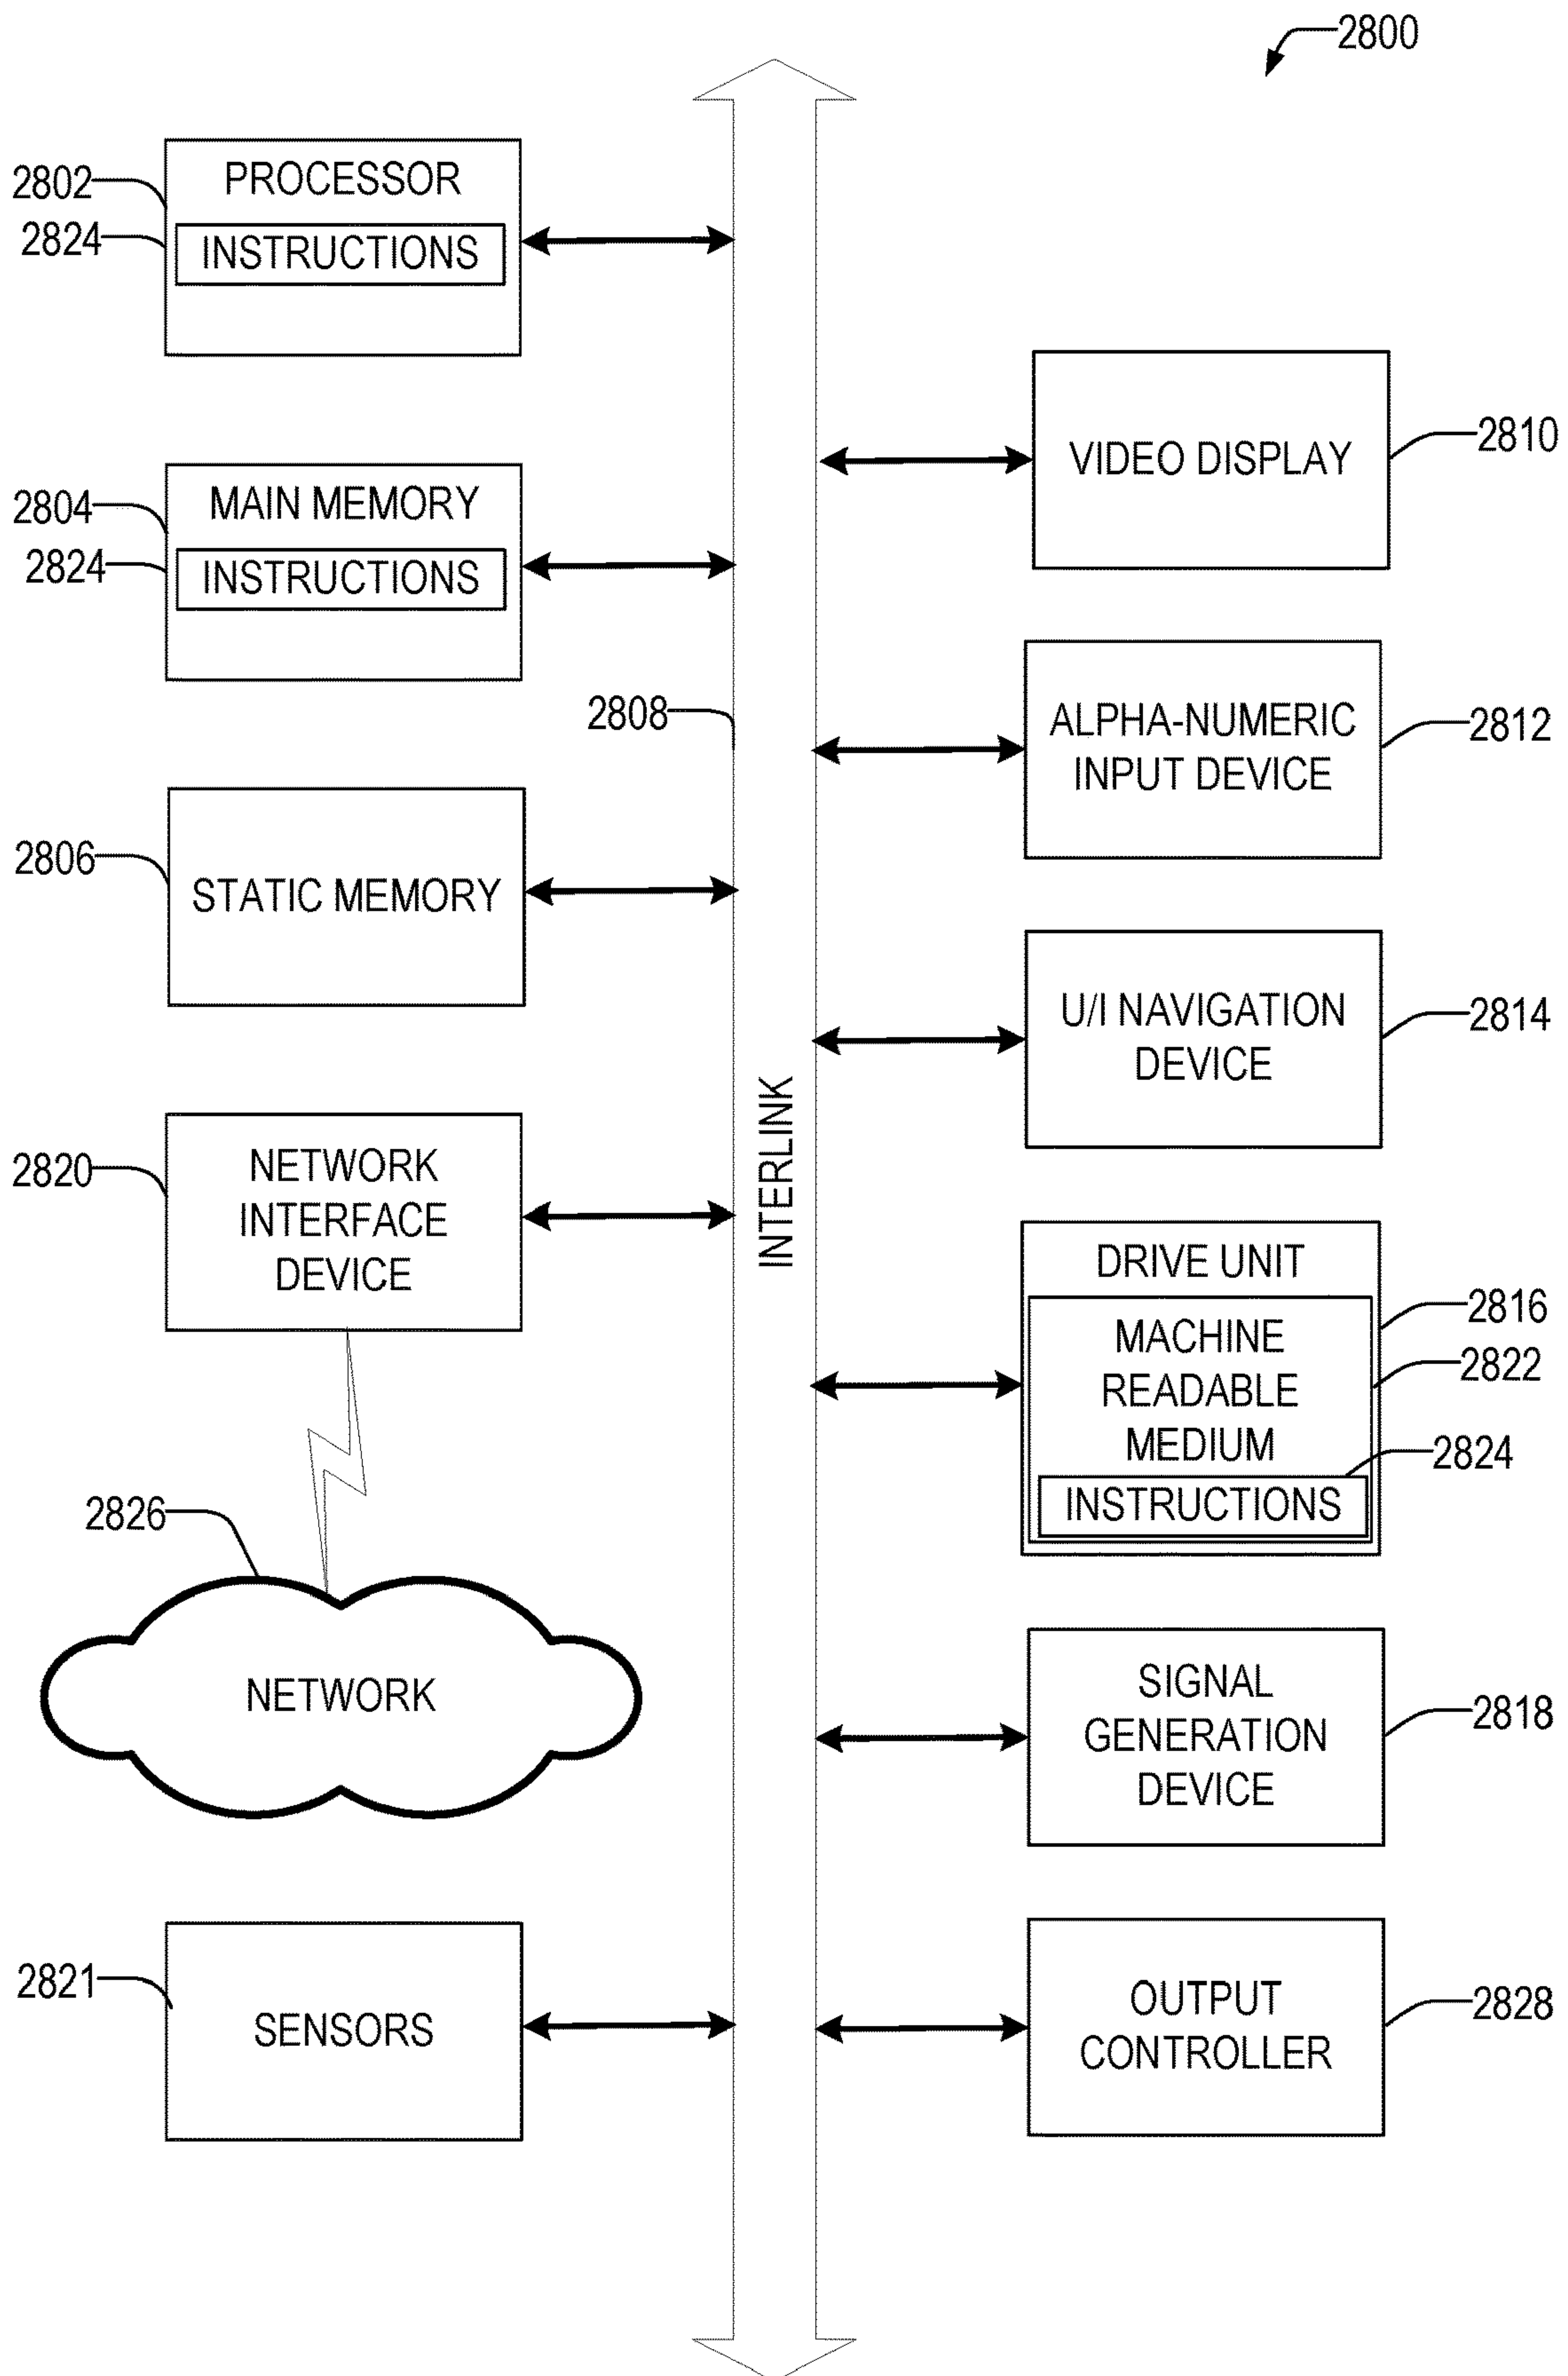 2800
2802
PROCESSOR
2824
INSTRUCTIONS
2804
MAIN MEMORY
2824
INSTRUCTIONS
2808
2806
STATIC MEMORY
2820
NETWORK
INTERFACE
DEVICE
2826
NETWORK
2821
SENSORS
INTERLINK
VIDEO DISPLAY
2810
ALPHA-NUMERIC
INPUT DEVICE
2812
U/I NAVIGATION
DEVICE
2814
DRIVE UNIT
2816
MACHINE
READABLE
MEDIUM
2822
2824
INSTRUCTIONS
SIGNAL
GENERATION
DEVICE
2818
OUTPUT
CONTROLLER
2828